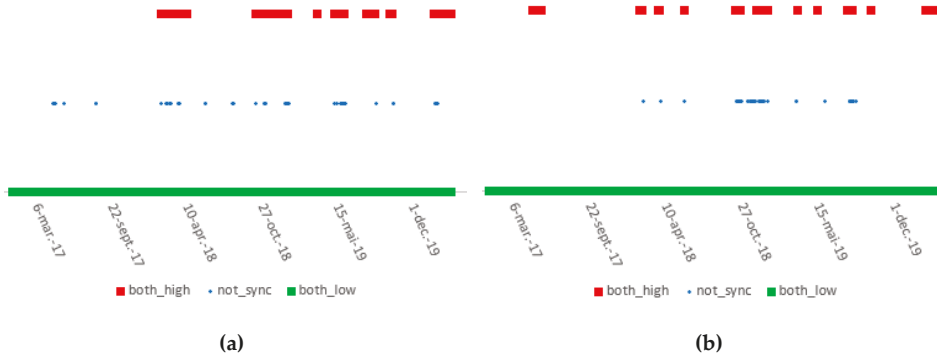 6-mar.-17 22-sept.-17 10-apr.-18 27-oct.-18 15-mai-19 1-dec.-19
both_high not_sync both_low
(a)
6-mar.-17 22-sept.-17 10-apr.-18 27-oct.-18 15-mai-19 1-dec.-19
both_high not_sync both_low
(b)